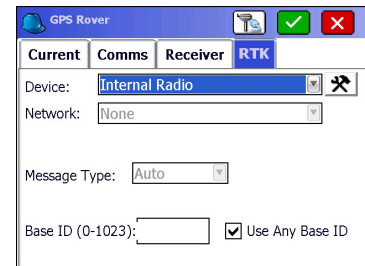 GPS Rover
Current Comms Receiver RTK
Device: Internal Radio
Network: None
Message Type: Auto
Base ID (0-1023): Use Any Base ID